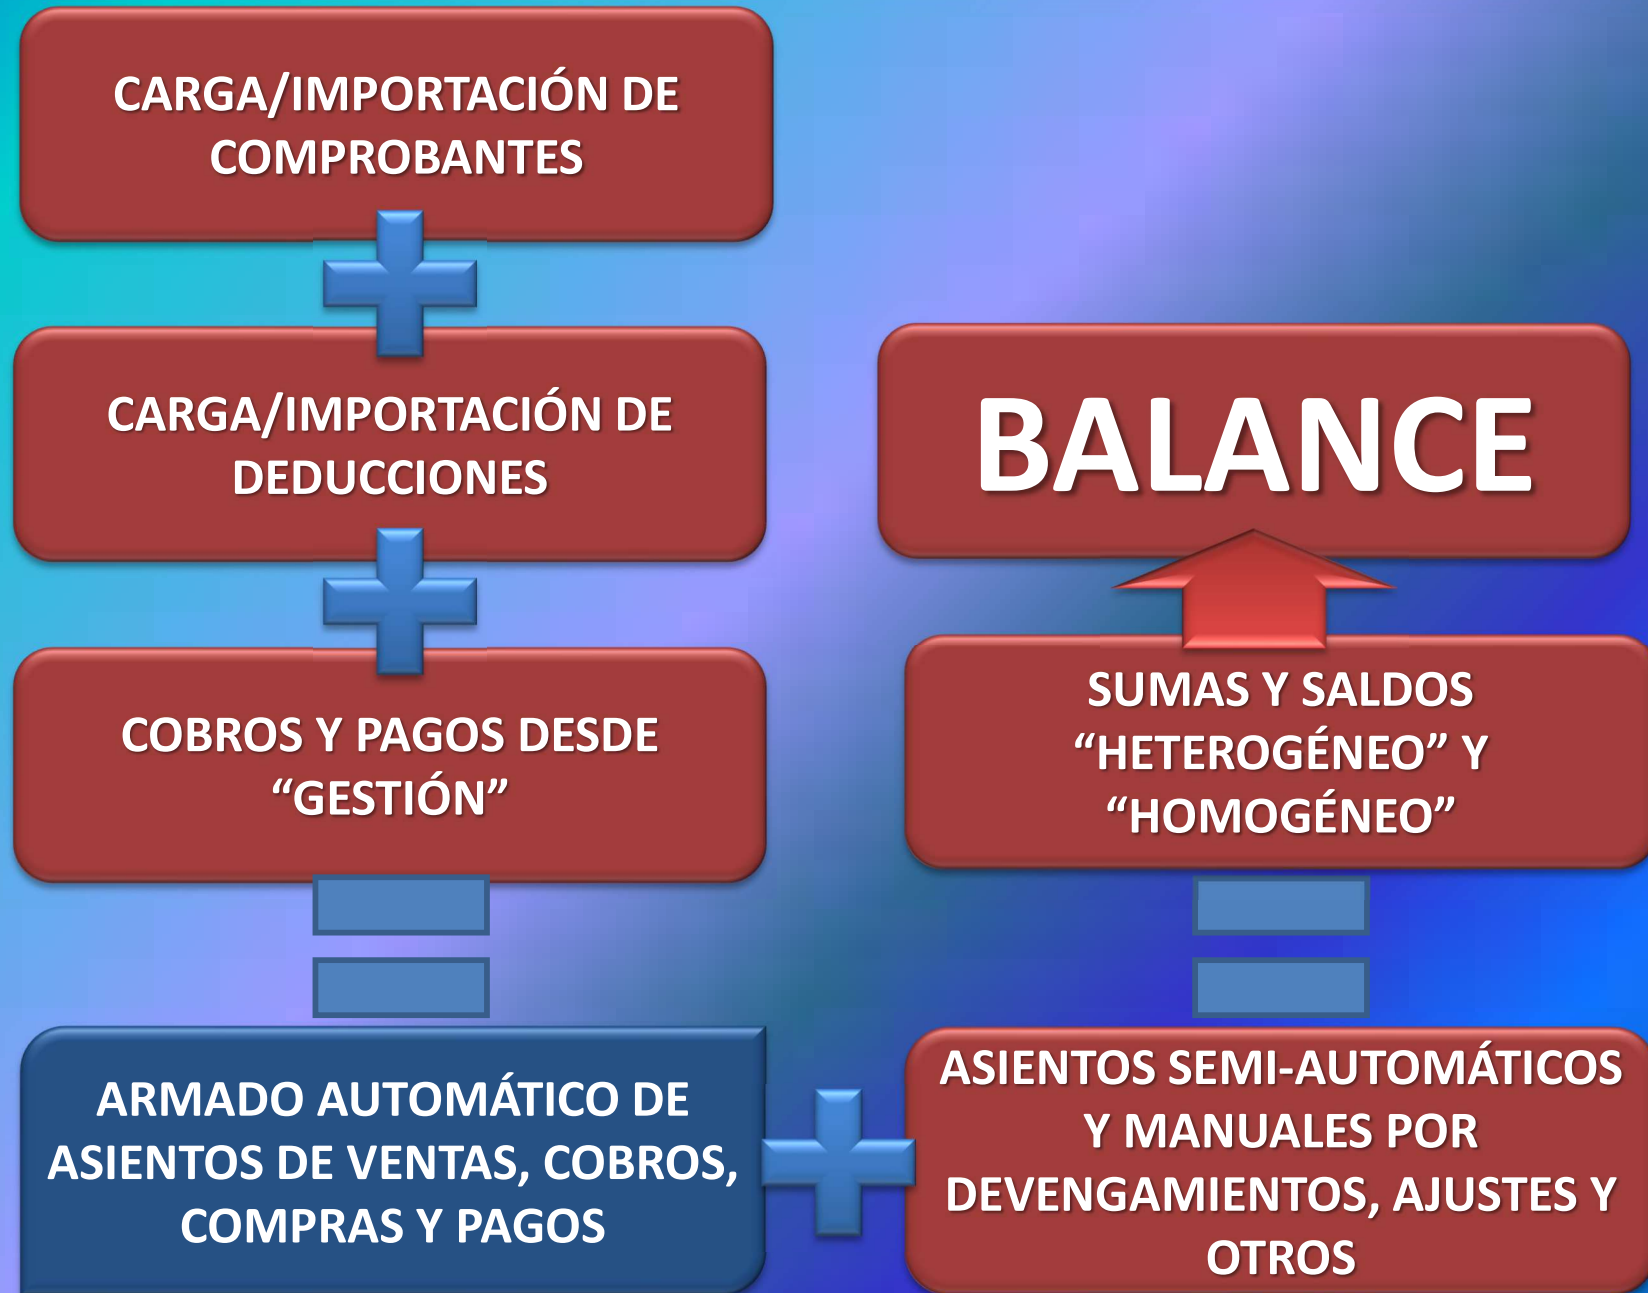 CARGA/IMPORTACIÓN DE
COMPROBANTES
CARGA/IMPORTACIÓN DE
DEDUCCIONES
COBROS Y PAGOS DESDE
“GESTIÓN”
ARMADO AUTOMÁTICO DE
ASIENTOS DE VENTAS, COBROS,
COMPRAS Y PAGOS
ASIENTOS SEMI-AUTOMÁTICOS
Y MANUALES POR
DEVENGAMIENTOS, AJUSTES Y
OTROS
SUMAS Y SALDOS
“HETEROGÉNEO” Y
“HOMOGÉNEO”
BALANCE